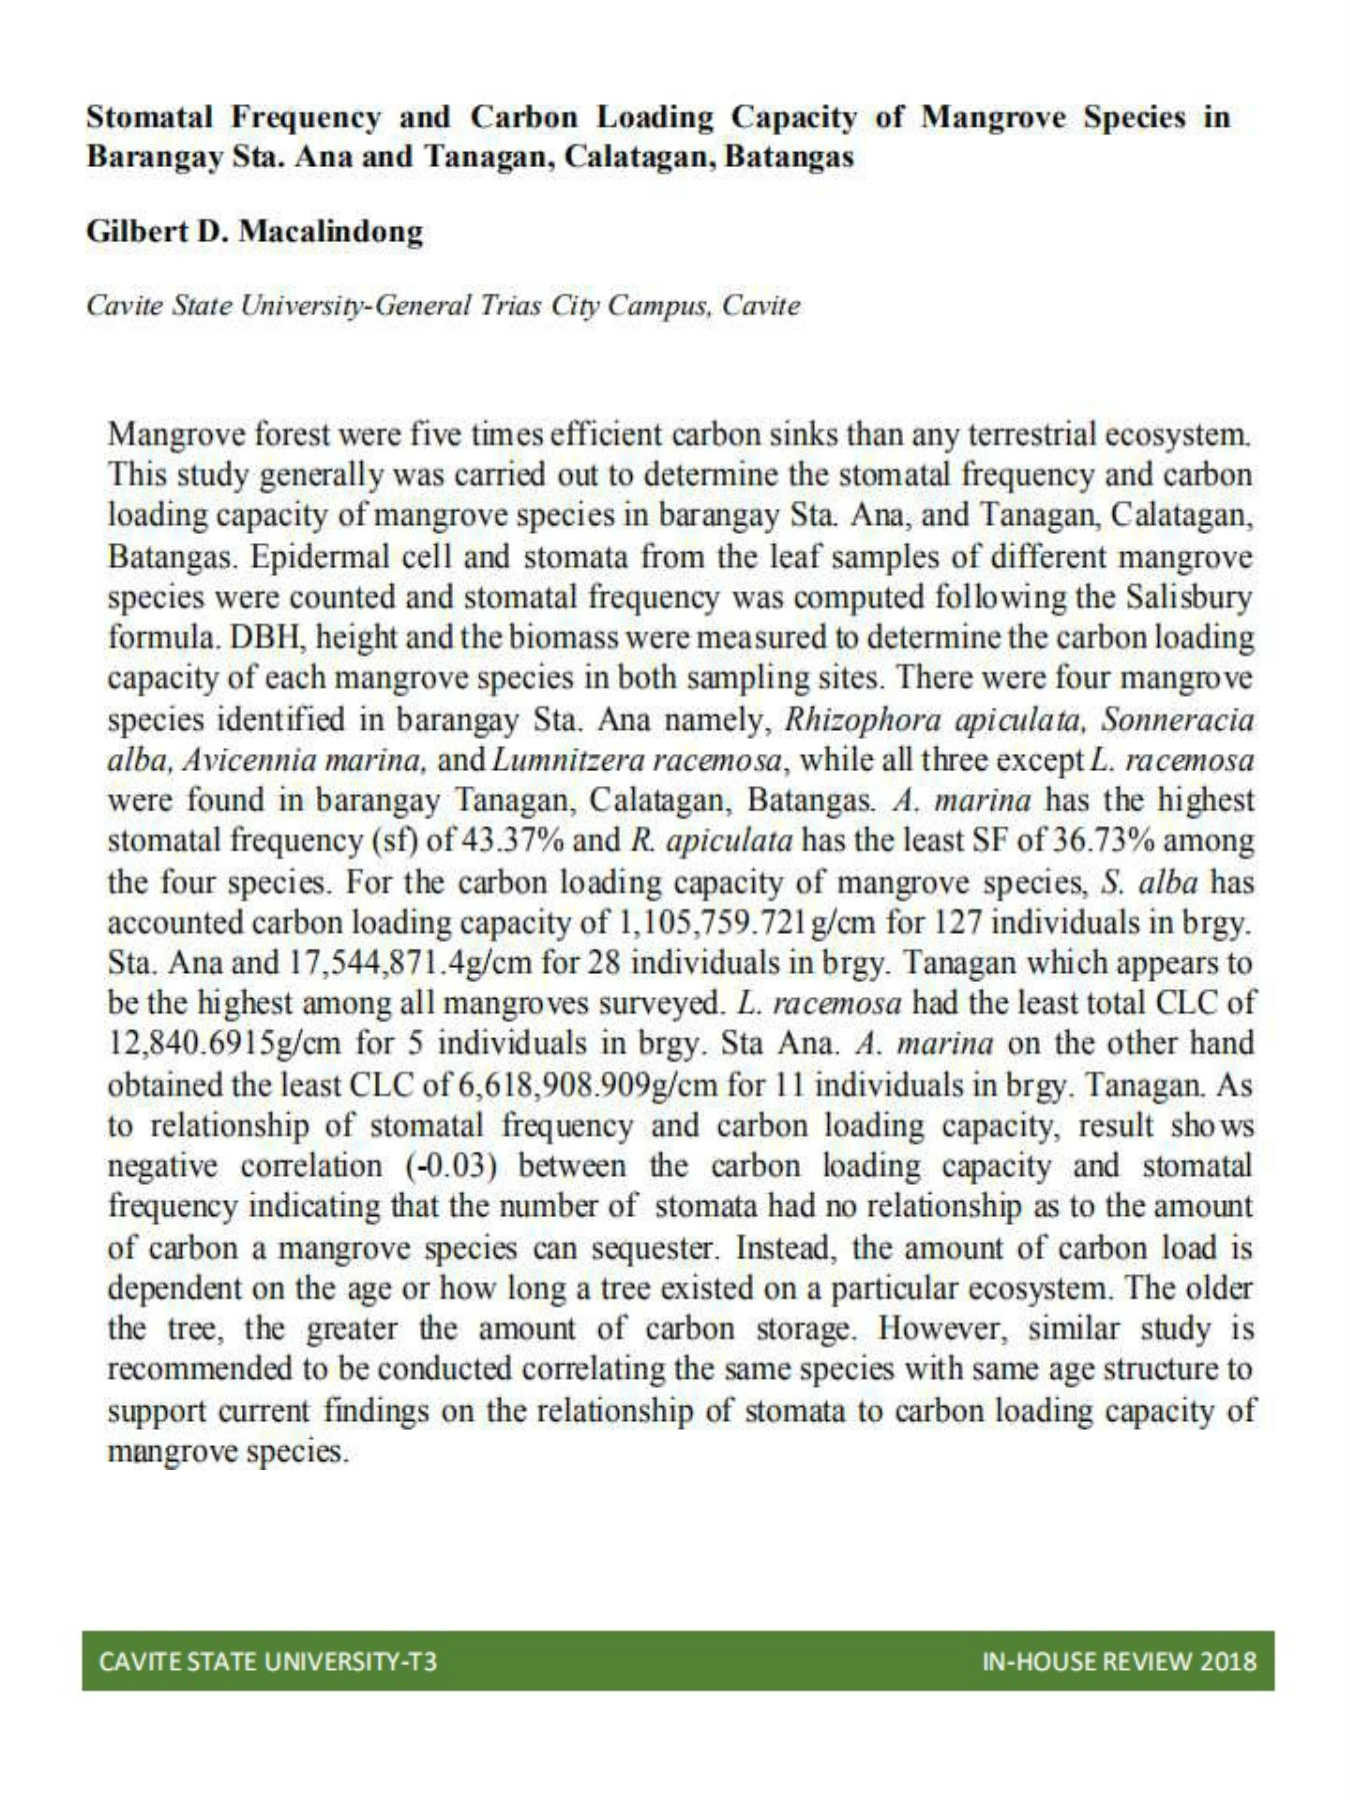 Stomatal Frequency and Carbon Loading Capacity of Mangrove Species in
Barangay Sta. Ana and Tanagan, Calatagan, Batangas
Gilbert D. Macalindong
Cavite State University-General Trias City Campus, Cavite
Mangrove forest were five times efficient carbon sinks than any terrestrial ecosystem.
This study generally was carried out to determine the stomatal frequency and carbon
loading capacity of mangrove species in barangay Sta. Ana, and Tanagan, Calatagan,
Batangas. Epidermal cell and stomata from the leaf samples of different mangrove
species were counted and stomatal frequency was computed following the Salisbury
formula. DBH, height and the biomass were measured to determine the carbon loading
capacity of each mangrove species in both sampling sites. There were four mangrove
species identified in barangay Sta. Ana namely, Rhizophora apiculata, Sonneracia
alba, Avicennia marina, and Lumnitzera racemosa, while all three except L. racemosa
were found in barangay Tanagan, Calatagan, Batangas. A. marina has the highest
stomatal frequency (sf) of 43.37% and R. apiculata has the least SF of 36.73% among
the four species. For the carbon loading capacity of mangrove species, S. alba has
accounted carbon loading capacity of 1,105,759.721g/cm for 127 individuals in brgy.
Sta. Ana and 17,544,871.4g/cm for 28 individuals in brgy. Tanagan which appears to
be the highest among all mangroves surveyed. L. racemosa had the least total CLC of
12,840.6915g/cm for 5 individuals in brgy. Sta Ana. A. marina on the other hand
obtained the least CLC of 6,618,908.909g/cm for 11 individuals in brgy. Tanagan. As
to relationship of stomatal frequency and carbon loading capacity, result shows
negative correlation (-0.03) between the carbon loading capacity and stomatal
frequency indicating that the number of stomata had no relationship as to the amount
of carbon a mangrove species can sequester. Instead, the amount of carbon load is
dependent on the age or how long a tree existed on a particular ecosystem. The older
the tree, the greater the amount of carbon storage. However, similar study is
recommended to be conducted correlating the same species with same age structure to
support current findings on the relationship of stomata to carbon loading capacity of
mangrove species.
CAVITE STATE UNIVERSITY-T3 IN-HOUSE REVIEW 2018